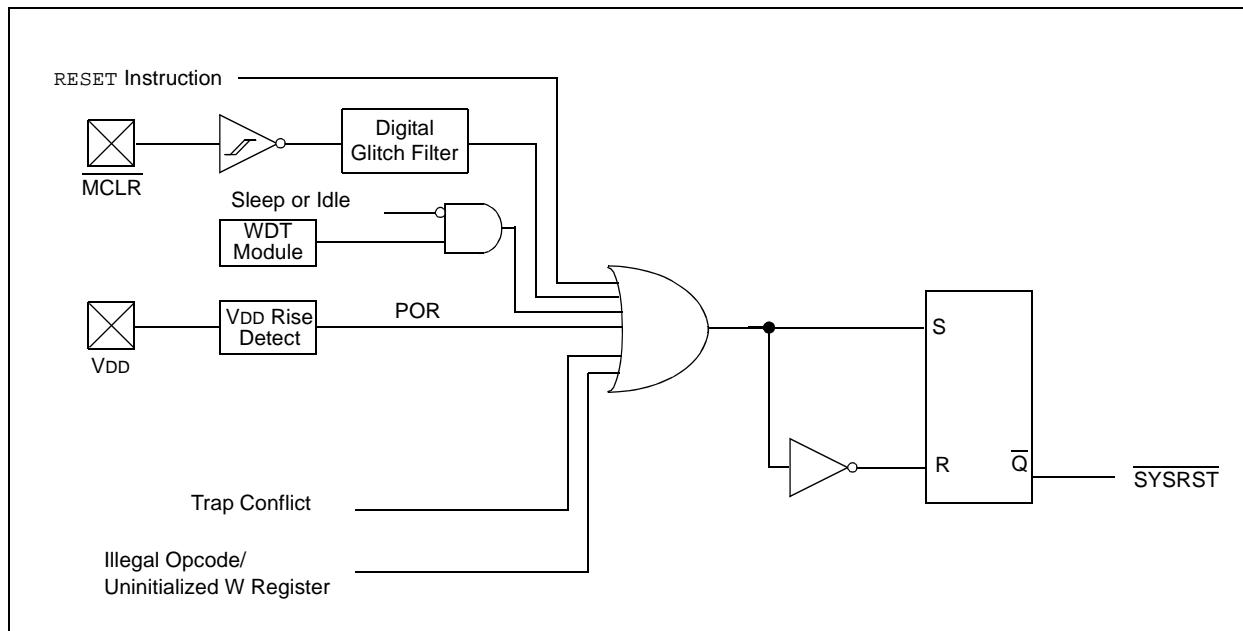 RESET Instruction
Digital
Glitch Filter
MCLR
Sleep or Idle
WDT
Module
VDD Rise
Detect
POR
VDD
S
R
Q
SYSRST
Trap Conflict
Illegal Opcode/
Uninitialized W Register